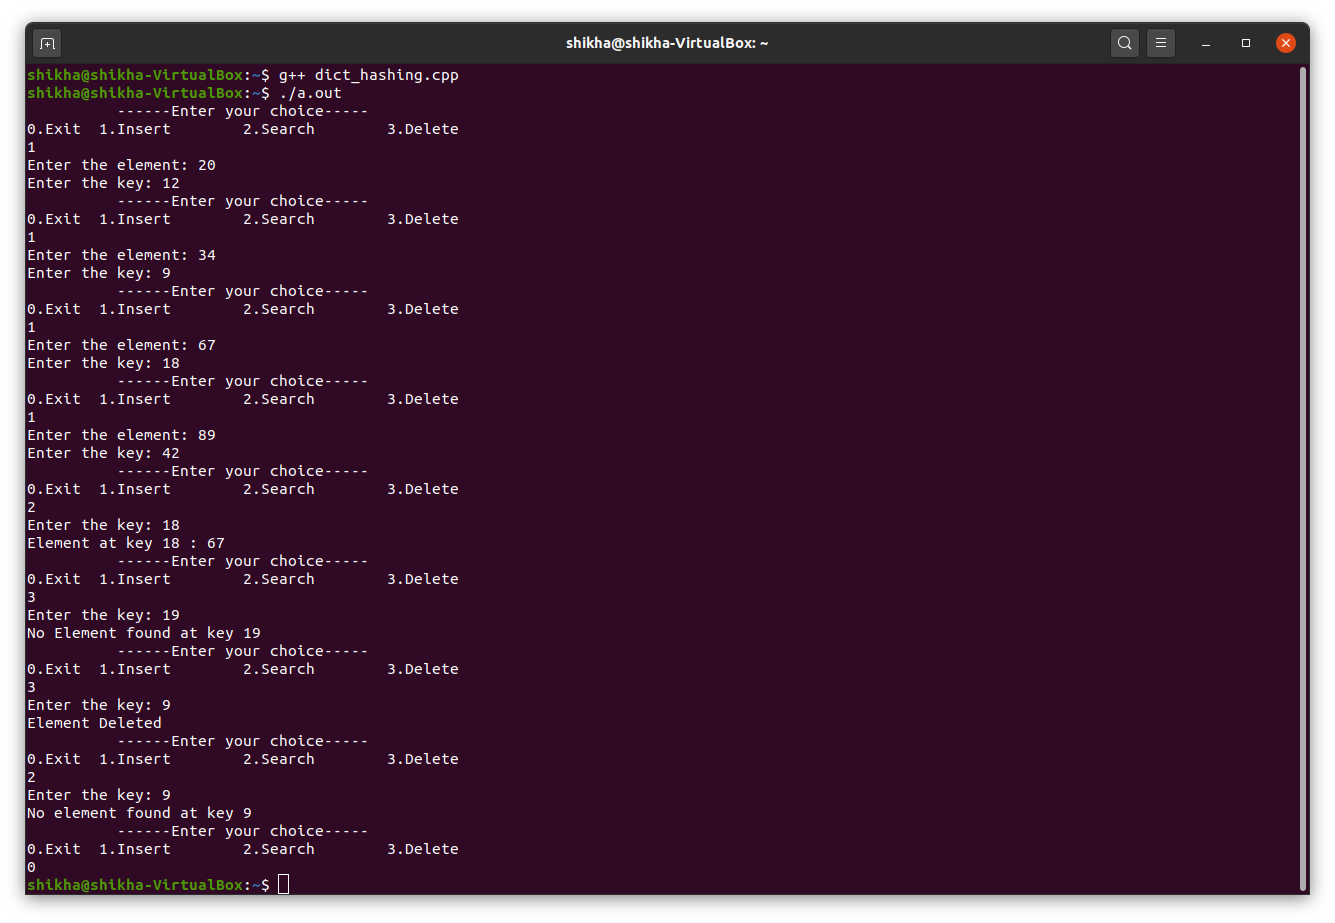 shikha@shikha-VirtualBox: ~
shikha@shikha-VirtualBox:~$ g++ dict_hashing.cpp
shikha@shikha-VirtualBox:~$ ./a.out
          ------Enter your choice-----
0.Exit  1.Insert        2.Search        3.Delete
1
Enter the element: 20
Enter the key: 12
          ------Enter your choice-----
0.Exit  1.Insert        2.Search        3.Delete
1
Enter the element: 34
Enter the key: 9
          ------Enter your choice-----
0.Exit  1.Insert        2.Search        3.Delete
1
Enter the element: 67
Enter the key: 18
          ------Enter your choice-----
0.Exit  1.Insert        2.Search        3.Delete
1
Enter the element: 89
Enter the key: 42
          ------Enter your choice-----
0.Exit  1.Insert        2.Search        3.Delete
2
Enter the key: 18
Element at key 18 : 67
          ------Enter your choice-----
0.Exit  1.Insert        2.Search        3.Delete
3
Enter the key: 19
No Element found at key 19
          ------Enter your choice-----
0.Exit  1.Insert        2.Search        3.Delete
3
Enter the key: 9
Element Deleted
          ------Enter your choice-----
0.Exit  1.Insert        2.Search        3.Delete
2
Enter the key: 9
No element found at key 9
          ------Enter your choice-----
0.Exit  1.Insert        2.Search        3.Delete
0
shikha@shikha-VirtualBox:~$